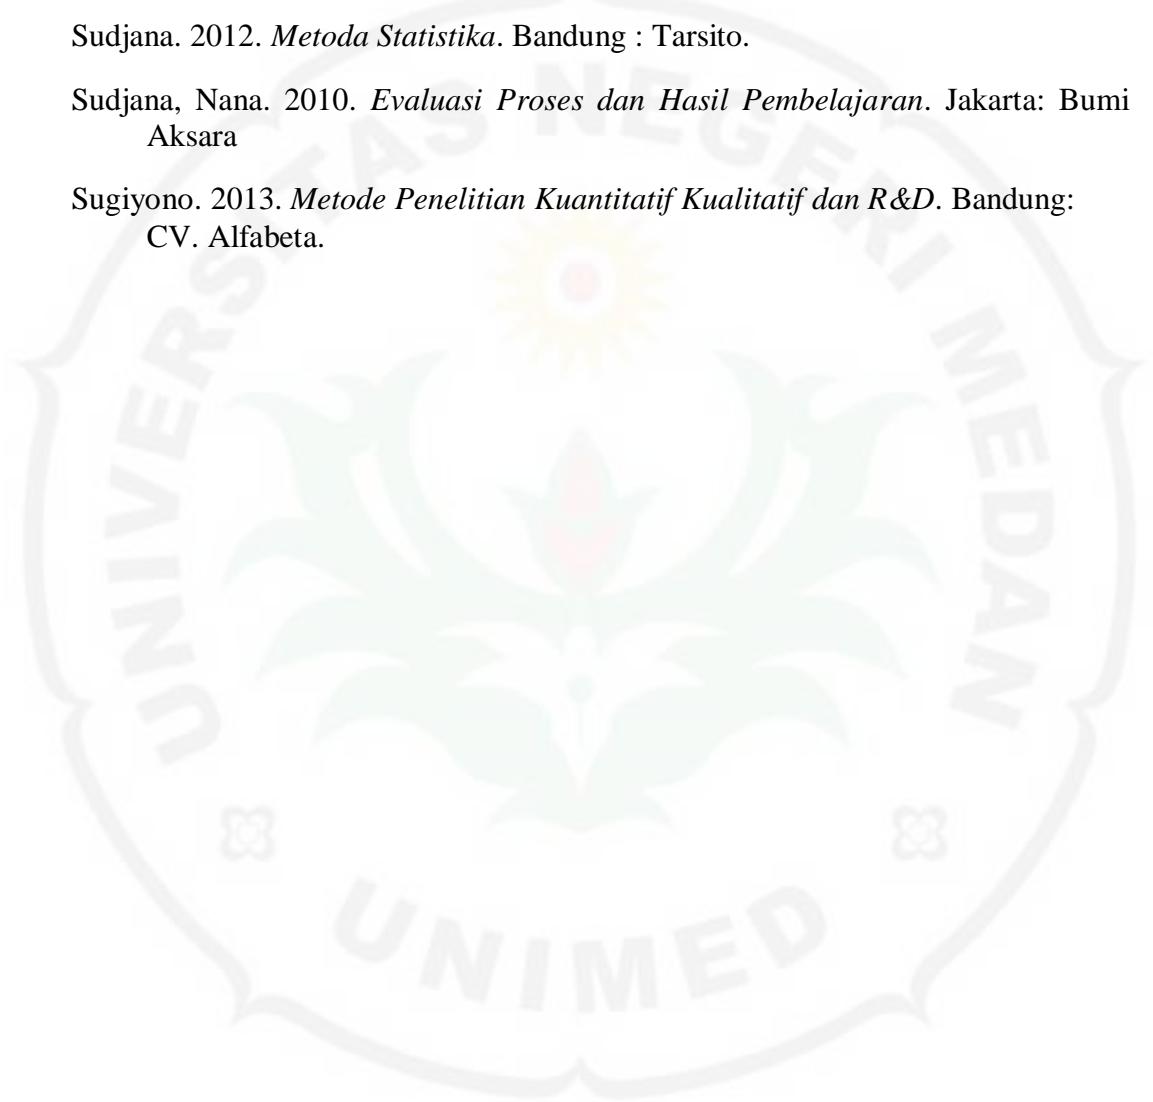 Sudjana. 2012. Metoda Statistika. Bandung : Tarsito.
Sudjana, Nana. 2010. Evaluasi Proses dan Hasil Pembelajaran. Jakarta: Bumi
Aksara
Sugiyono. 2013. Metode Penelitian Kuantitatif Kualitatif dan R&D. Bandung:
CV. Alfabeta.
UNIVERSITAS NEGERI MEDAN
UNIMED